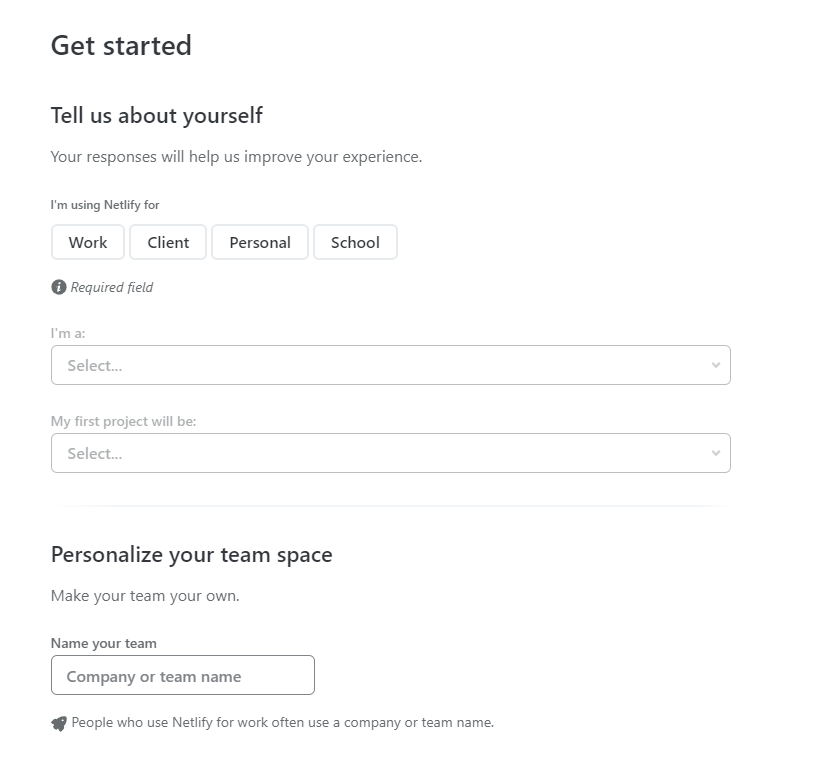 Get started
Tell us about yourself
Your responses will help us improve your experience.
I'm using Netlify for
Work Client Personal School
Required field
I'm a:
Select...
My first project will be:
Select...
Personalize your team space
Make your team your own.
Name your team
Company or team name
People who use Netlify for work often use a company or team name.